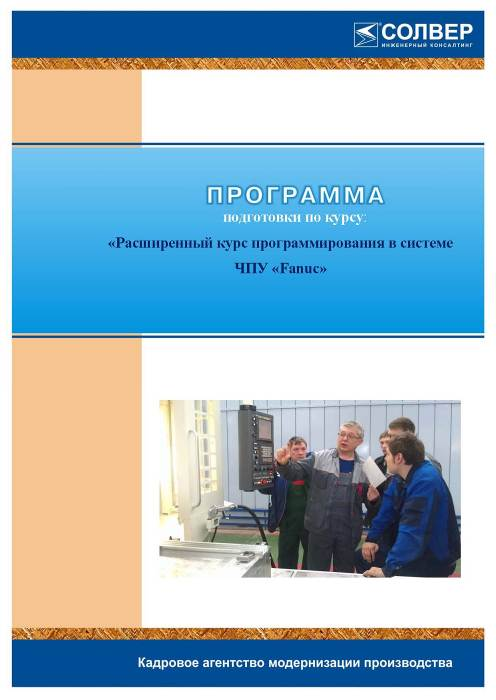 СОЛВЕР
ИНЖЕНЕРНЫЙ КОНСАЛТИНГ
ПРОГРАММА
подготовки по курсу:
«Расширенный курс программирования в системе
ЧПУ «Fanuc»
Кадровое агентство модернизации производства